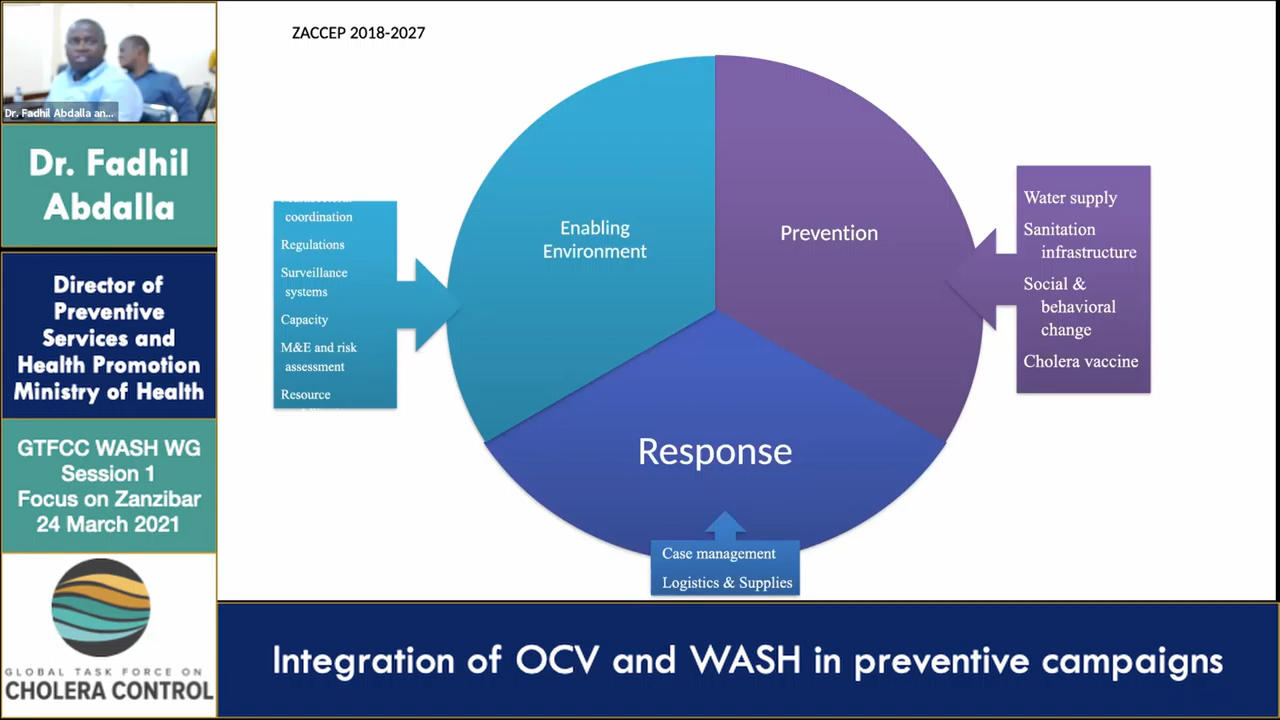 ZACCEP 2018-2027
Dr. Fadhil Abdalla an...
Dr. Fadhil
Abdalla
Director of
Preventive
Services and
Health Promotion
Ministry of Health
GTFCC WASH WG
Session 1
Focus on Zanzibar
24 March 2021
GLOBAL TASK FORCE ON
CHOLERA CONTROL
coordination
Regulations
Surveillance
systems
Capacity
M&E and risk
assessment
Resource
Enabling
Environment
Prevention
Response
Water supply
Sanitation
infrastructure
Social &
behavioral
change
Cholera vaccine
Case management
Logistics & Supplies
Integration of OCV and WASH in preventive campaigns